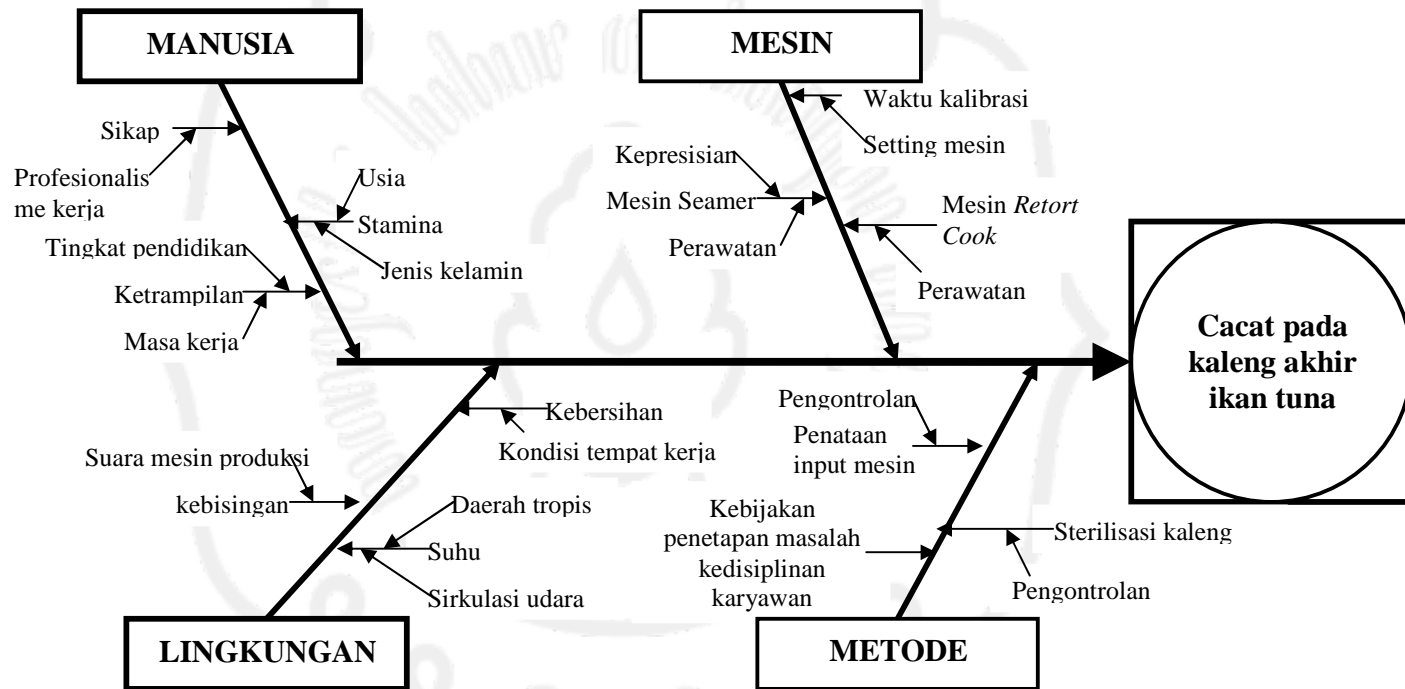 MANUSIA
MESIN
Sikap
Profesionalis
me kerja
Usia
Stamina
Jenis kelamin
Tingkat pendidikan
Ketrampilan
Masa kerja
Waktu kalibrasi
Setting mesin
Kepresisian
Mesin Seamer
Perawatan
Mesin Retort
Cook
Perawatan
Cacat pada
kaleng akhir
ikan tuna
Kebersihan
Kondisi tempat kerja
Suara mesin produksi
kebisingan
Daerah tropis
Suhu
Sirkulasi udara
Pengontrolan
Penataan
input mesin
Kebijakan
penetapan masalah
kedisiplinan
karyawan
Sterilisasi kaleng
Pengontrolan
LINGKUNGAN
METODE